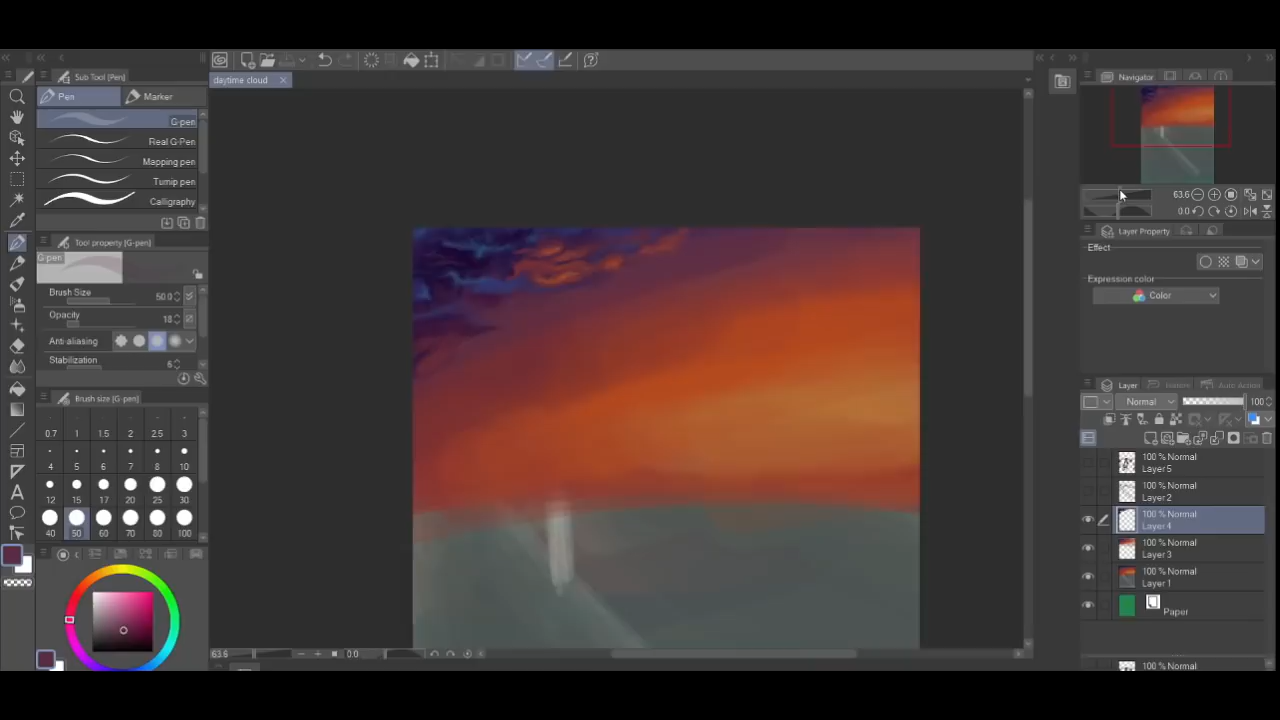 Sub Tool [Pen]
Pen
Marker
G-pen
Real G-Pen
Mapping pen
Turnip pen
Calligraphy
Tool property [G-pen]
G-pen
Brush Size 50.0
Opacity 18
Anti-aliasing
Stabilization 6
Brush size [G-pen]
0.7 1 1.5 2 2.5 3
4 5 6 7 8 10
12 15 17 20 25 30
40 50 60 70 80 100
daytime cloud
63.6 0.0
Navigator
63.6
0.0
Layer Property
Effect
Expression color
Color
Layer
Auto Action
Normal 100
100 % Normal
Layer 5
100 % Normal
Layer 2
100 % Normal
Layer 4
100 % Normal
Layer 3
100 % Normal
Layer 1
Paper
100 % Normal